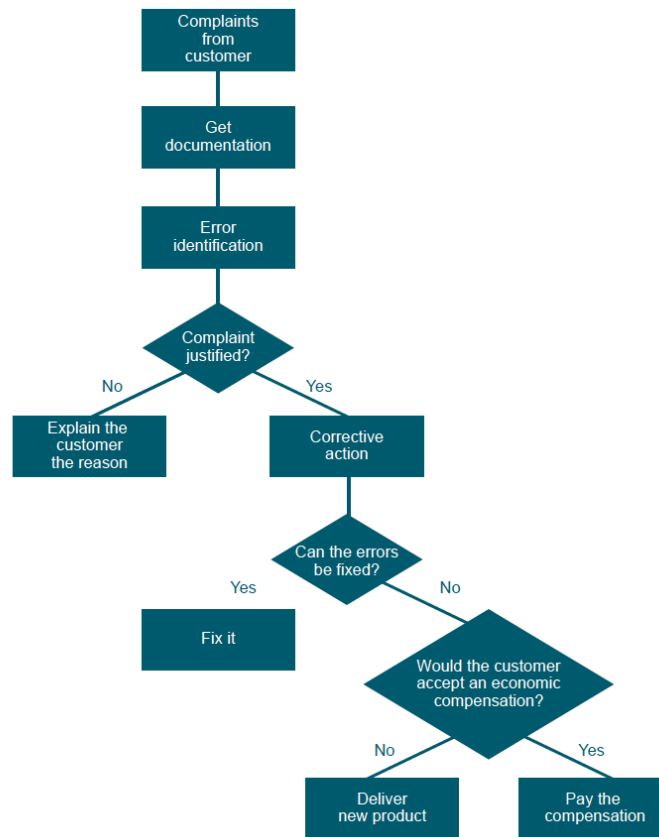 Complaints
from
customer
Get
documentation
Error
identification
Complaint
justified?
No
Yes
Explain the
customer
the reason
Corrective
action
Can the errors
be fixed?
Yes
No
Fix it
Would the customer
accept an economic
compensation?
No
Yes
Deliver
new product
Pay the
compensation